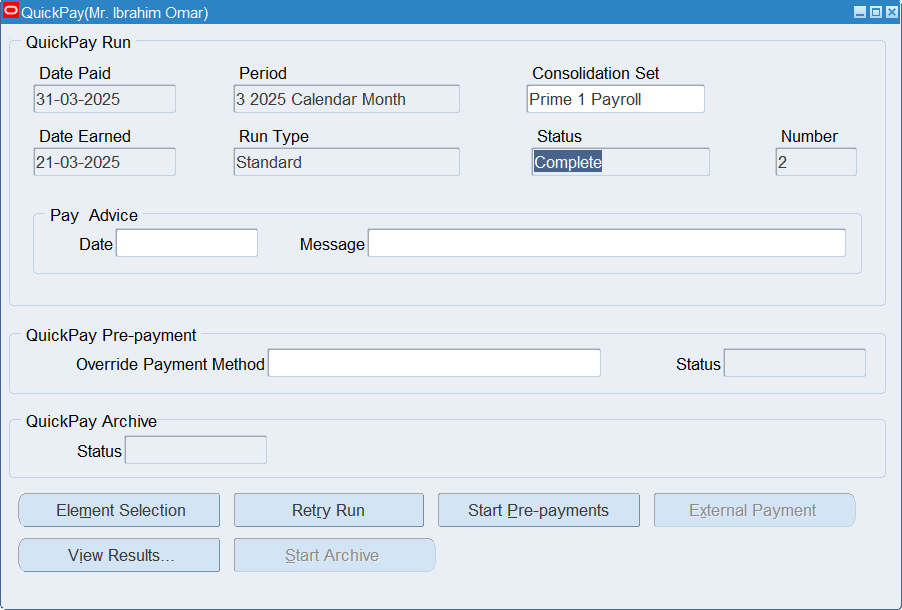 QuickPay(Mr. Ibrahim Omar)
QuickPay Run
Date Paid Period Consolidation Set
31-03-2025 3 2025 Calendar Month Prime 1 Payroll
Date Earned Run Type Status Number
21-03-2025 Standard Complete 2
Pay Advice
Date Message
QuickPay Pre-payment
Override Payment Method Status
QuickPay Archive
Status
Element Selection Retry Run Start Pre-payments External Payment
View Results... Start Archive